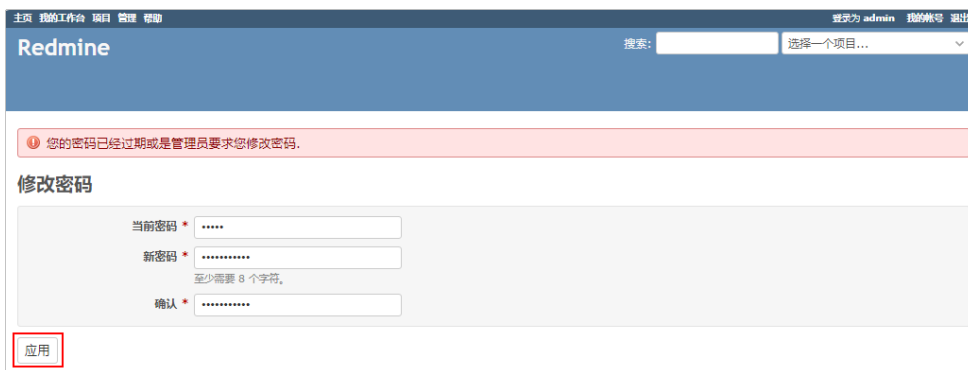 主页 我的工作台 项目 管理 帮助 登录为 admin 我的帐号 退出
Redmine 搜索: 选择一个项目...
您的密码已经过期或是管理员要求您修改密码.
修改密码
当前密码 * •••••
新密码 * •••••••••••
至少需要 8 个字符。
确认 * •••••••••••
应用